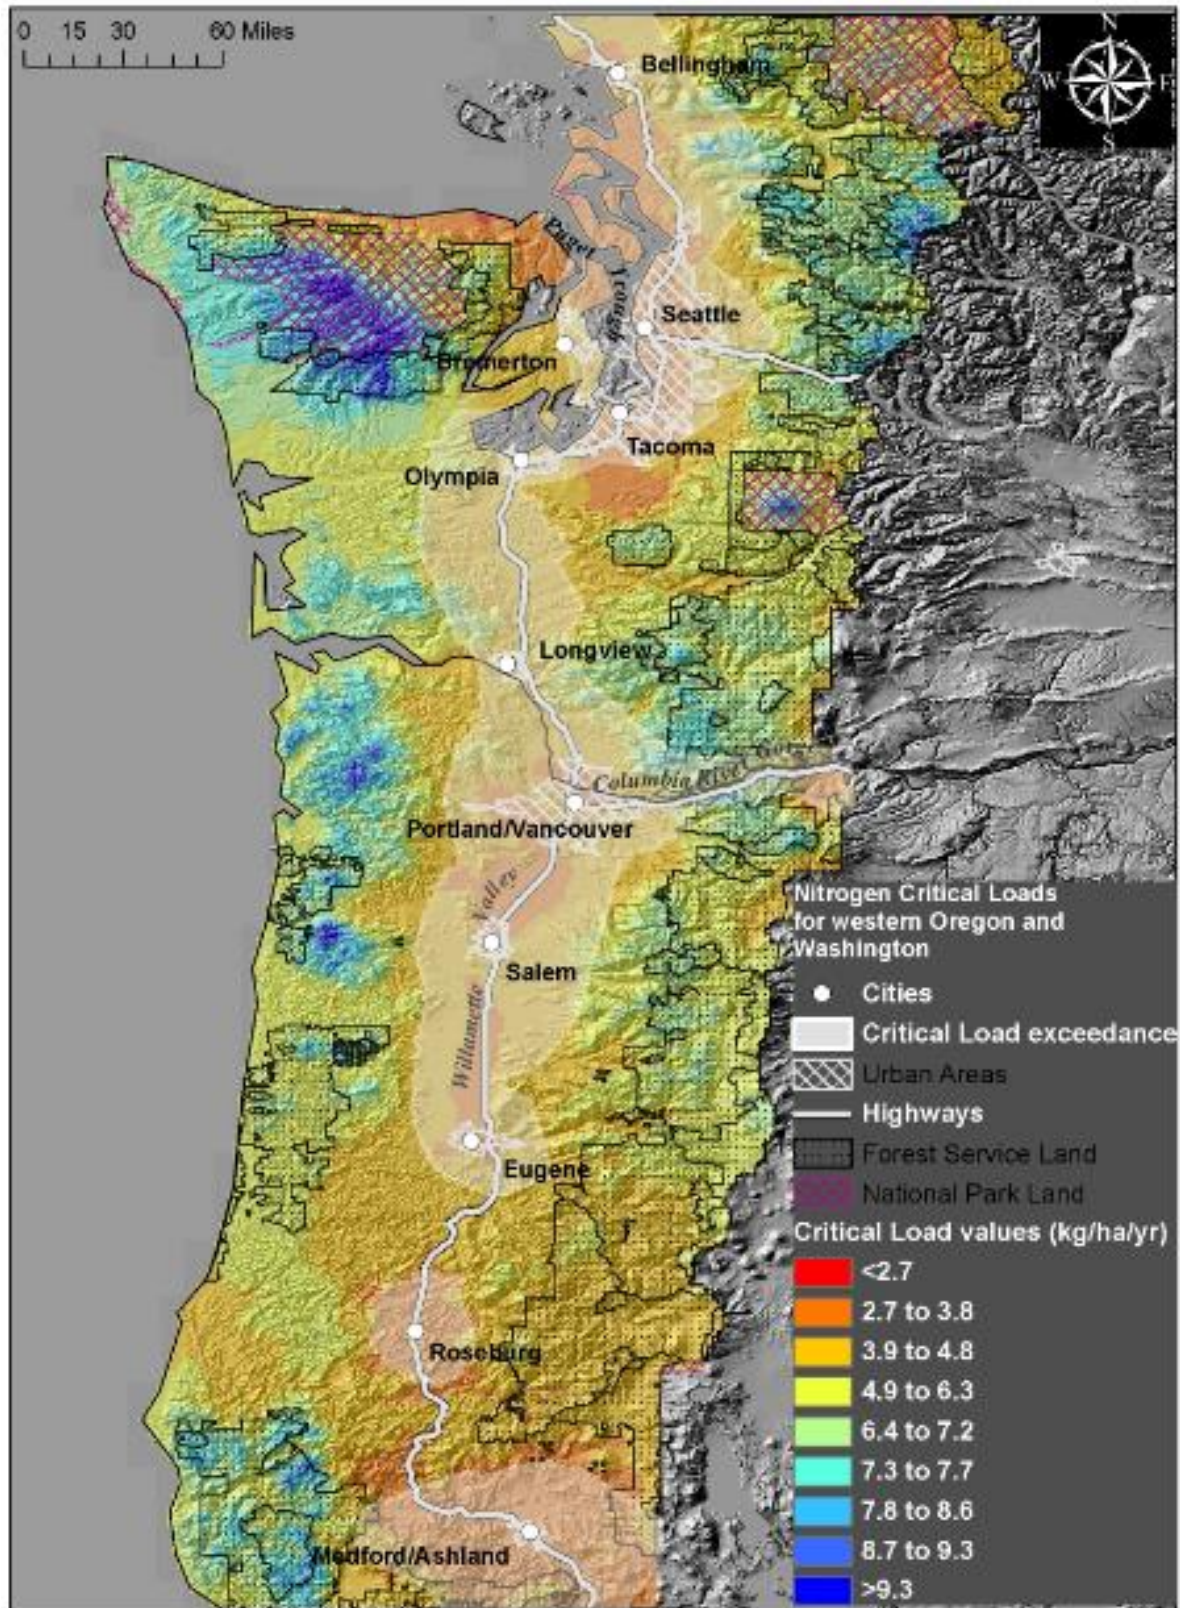 0 15 30 60 Miles
N
W E
S
Bellingham
Puget Trough
Seattle
Bremerton
Tacoma
Olympia
Longview
Columbia River Gorge
Portland/Vancouver
Willamette Valley
Salem
Eugene
Roseburg
Medford/Ashland
Nitrogen Critical Loads
for western Oregon and
Washington
Cities
Critical Load exceedance
Urban Areas
Highways
Forest Service Land
National Park Land
Critical Load values (kg/ha/yr)
<2.7
2.7 to 3.8
3.9 to 4.8
4.9 to 6.3
6.4 to 7.2
7.3 to 7.7
7.8 to 8.6
8.7 to 9.3
>9.3